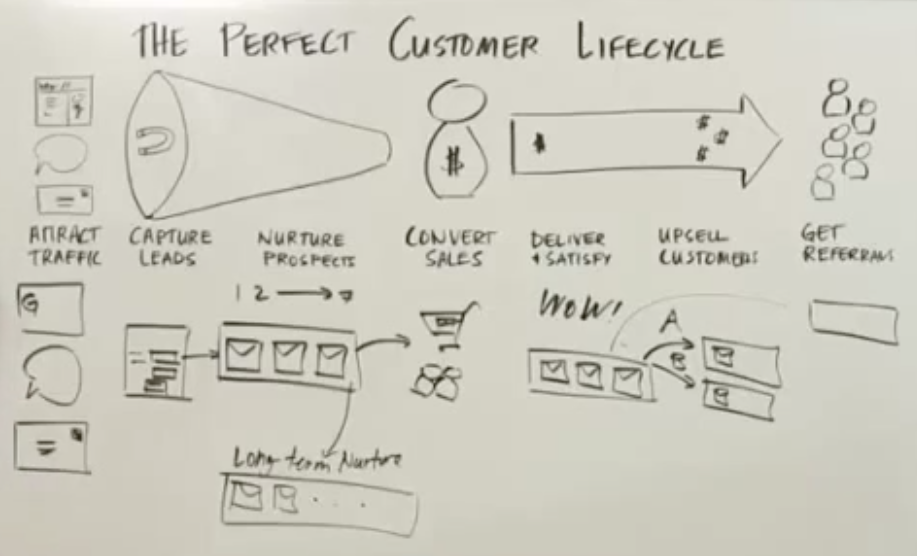 THE PERFECT CUSTOMER LIFECYCLE
$
$
$
$
$
ATTRACT
TRAFFIC
CAPTURE
LEADS
NURTURE
PROSPECTS
CONVERT
SALES
DELIVER
+ SATISFY
UPSELL
CUSTOMERS
GET
REFERRALS
G
1 2 → 7
WOW!
A
B
Long term Nurture
. . .